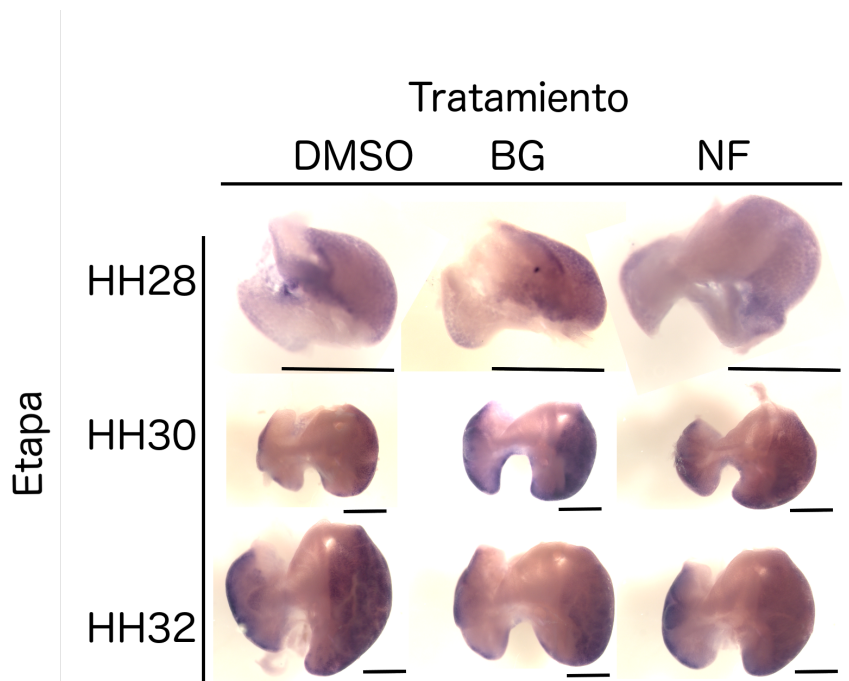 Tratamiento
DMSO BG NF
HH28
HH30
HH32
Etapa